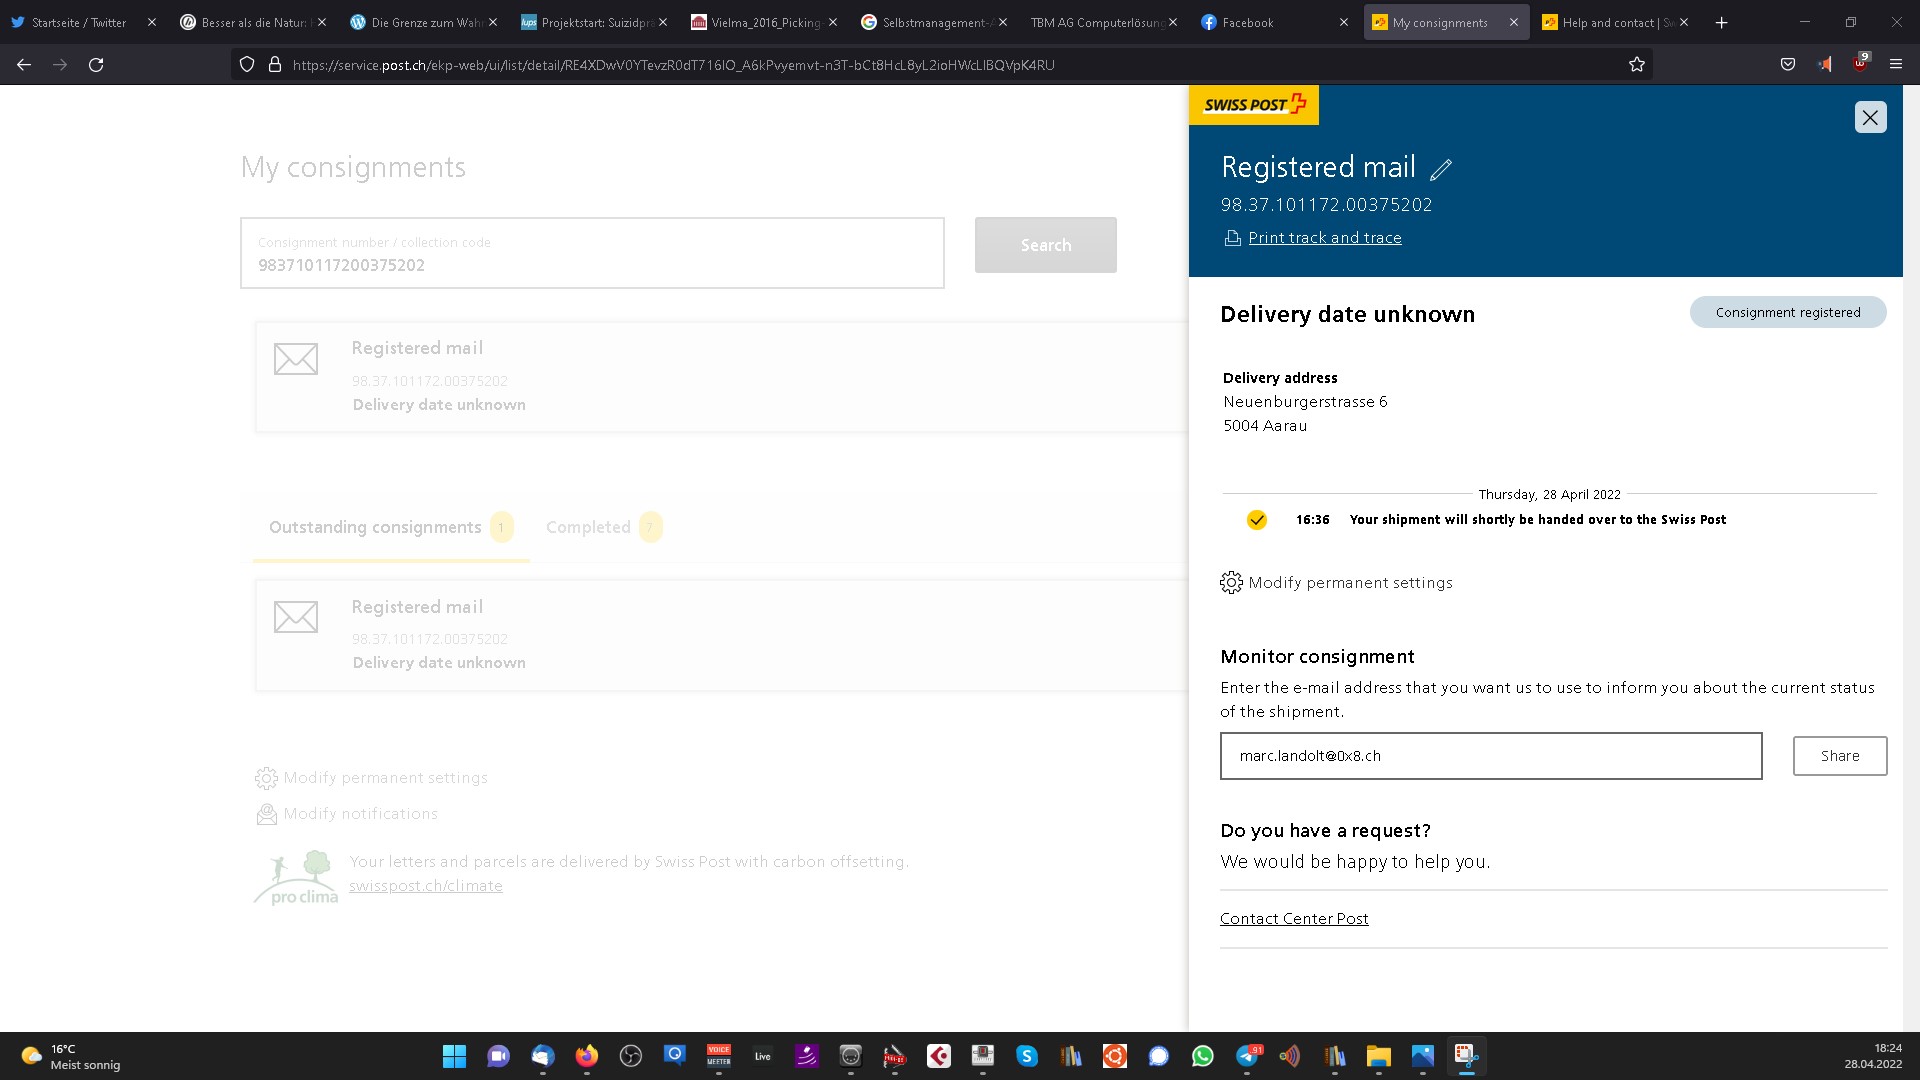 Startseite / Twitter
Besser als die Natur:
Die Grenze zum Wahn
Projektstart: Suizidprä
Vielma_2016_Picking-
Selbstmanagement-
TBM AG Computerlösung
Facebook
My consignments
Help and contact | Sw
https://service.post.ch/ekp-web/ui/list/detail/RE4XDwV0YTevzR0dT716IO_A6kPvyemvt-n3T-bCt8HcL8yL2ioHWcLIBQVpK4RU
9
My consignments
Consignment number / collection code
983710117200375202
Search
Registered mail
98.37.101172.00375202
Delivery date unknown
Outstanding consignments 1
Completed 7
Registered mail
98.37.101172.00375202
Delivery date unknown
Modify permanent settings
Modify notifications
pro clima
Your letters and parcels are delivered by Swiss Post with carbon offsetting.
swisspost.ch/climate
SWISS POST
Registered mail
98.37.101172.00375202
Print track and trace
Delivery date unknown
Consignment registered
Delivery address
Neuenburgerstrasse 6
5004 Aarau
Thursday, 28 April 2022
16:36 Your shipment will shortly be handed over to the Swiss Post
Modify permanent settings
Monitor consignment
Enter the e-mail address that you want us to use to inform you about the current status
of the shipment.
marc.landolt@0x8.ch
Share
Do you have a request?
We would be happy to help you.
Contact Center Post
16°C
Meist sonnig
VOICE
MEETER
Live
91
18:24
28.04.2022